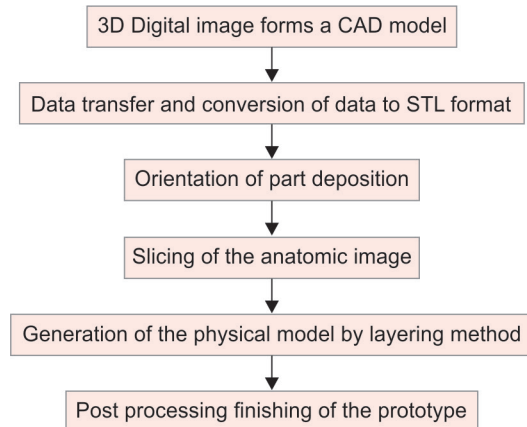 3D Digital image forms a CAD model
Data transfer and conversion of data to STL format
Orientation of part deposition
Slicing of the anatomic image
Generation of the physical model by layering method
Post processing finishing of the prototype